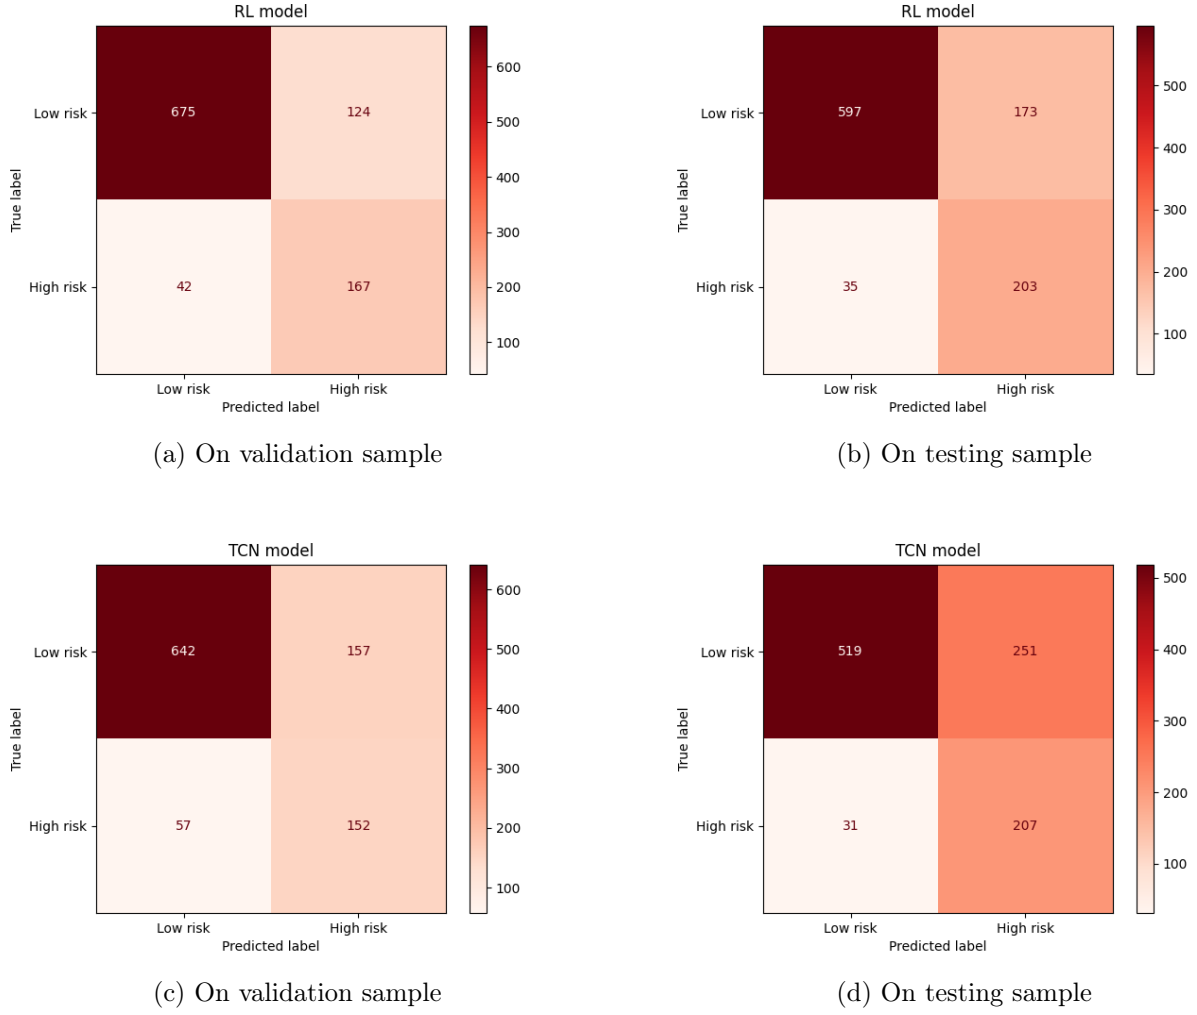 RL model
Low risk
675
124
High risk
42
167
Low risk
High risk
True label
Predicted label
600
500
400
300
200
100
(a) On validation sample
RL model
Low risk
597
173
High risk
35
203
Low risk
High risk
True label
Predicted label
500
400
300
200
100
(b) On testing sample
TCN model
Low risk
642
157
High risk
57
152
Low risk
High risk
True label
Predicted label
600
500
400
300
200
100
(c) On validation sample
TCN model
Low risk
519
251
High risk
31
207
Low risk
High risk
True label
Predicted label
500
400
300
200
100
(d) On testing sample